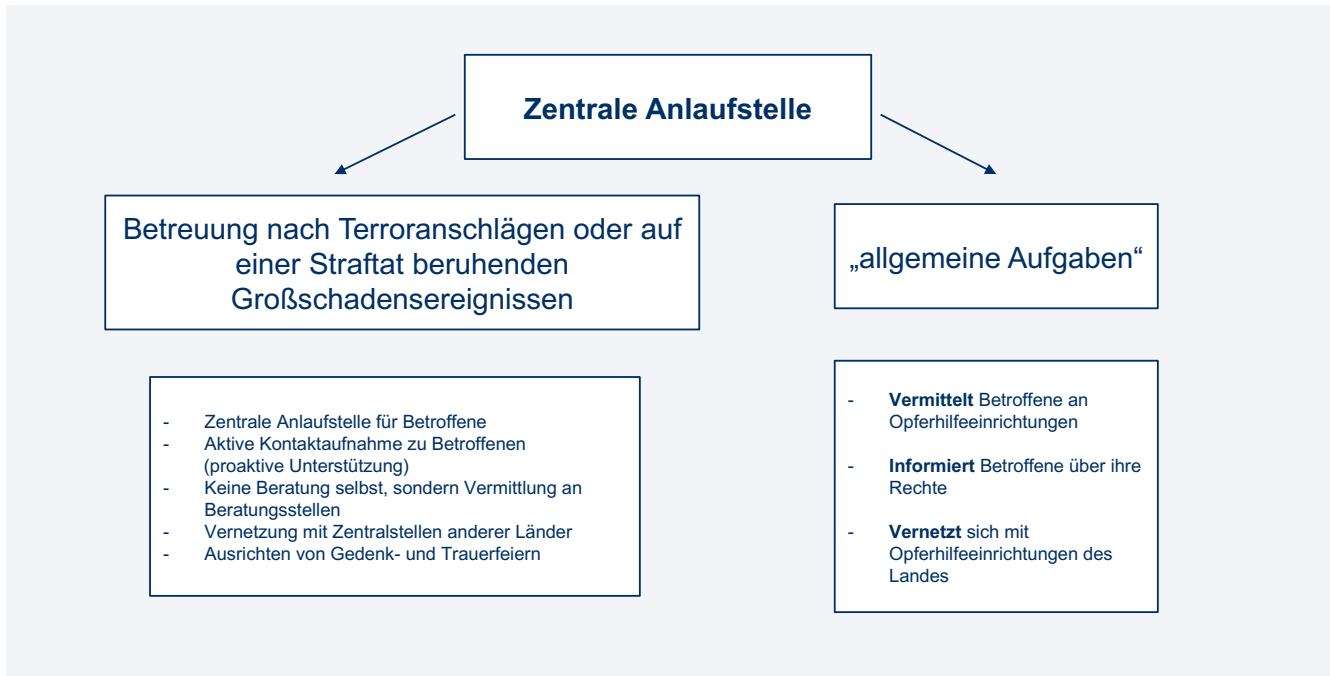 Zentrale Anlaufstelle
Betreuung nach Terroranschlägen oder auf
einer Straftat beruhenden
Großschadensereignissen
- Zentrale Anlaufstelle für Betroffene
- Aktive Kontaktaufnahme zu Betroffenen
(proaktive Unterstützung)
- Keine Beratung selbst, sondern Vermittlung an
Beratungsstellen
- Vernetzung mit Zentralstellen anderer Länder
- Ausrichten von Gedenk- und Trauerfeiern
„allgemeine Aufgaben“
- Vermittelt Betroffene an
Opferhilfeeinrichtungen
- Informiert Betroffene über ihre
Rechte
- Vernetzt sich mit
Opferhilfeeinrichtungen des
Landes